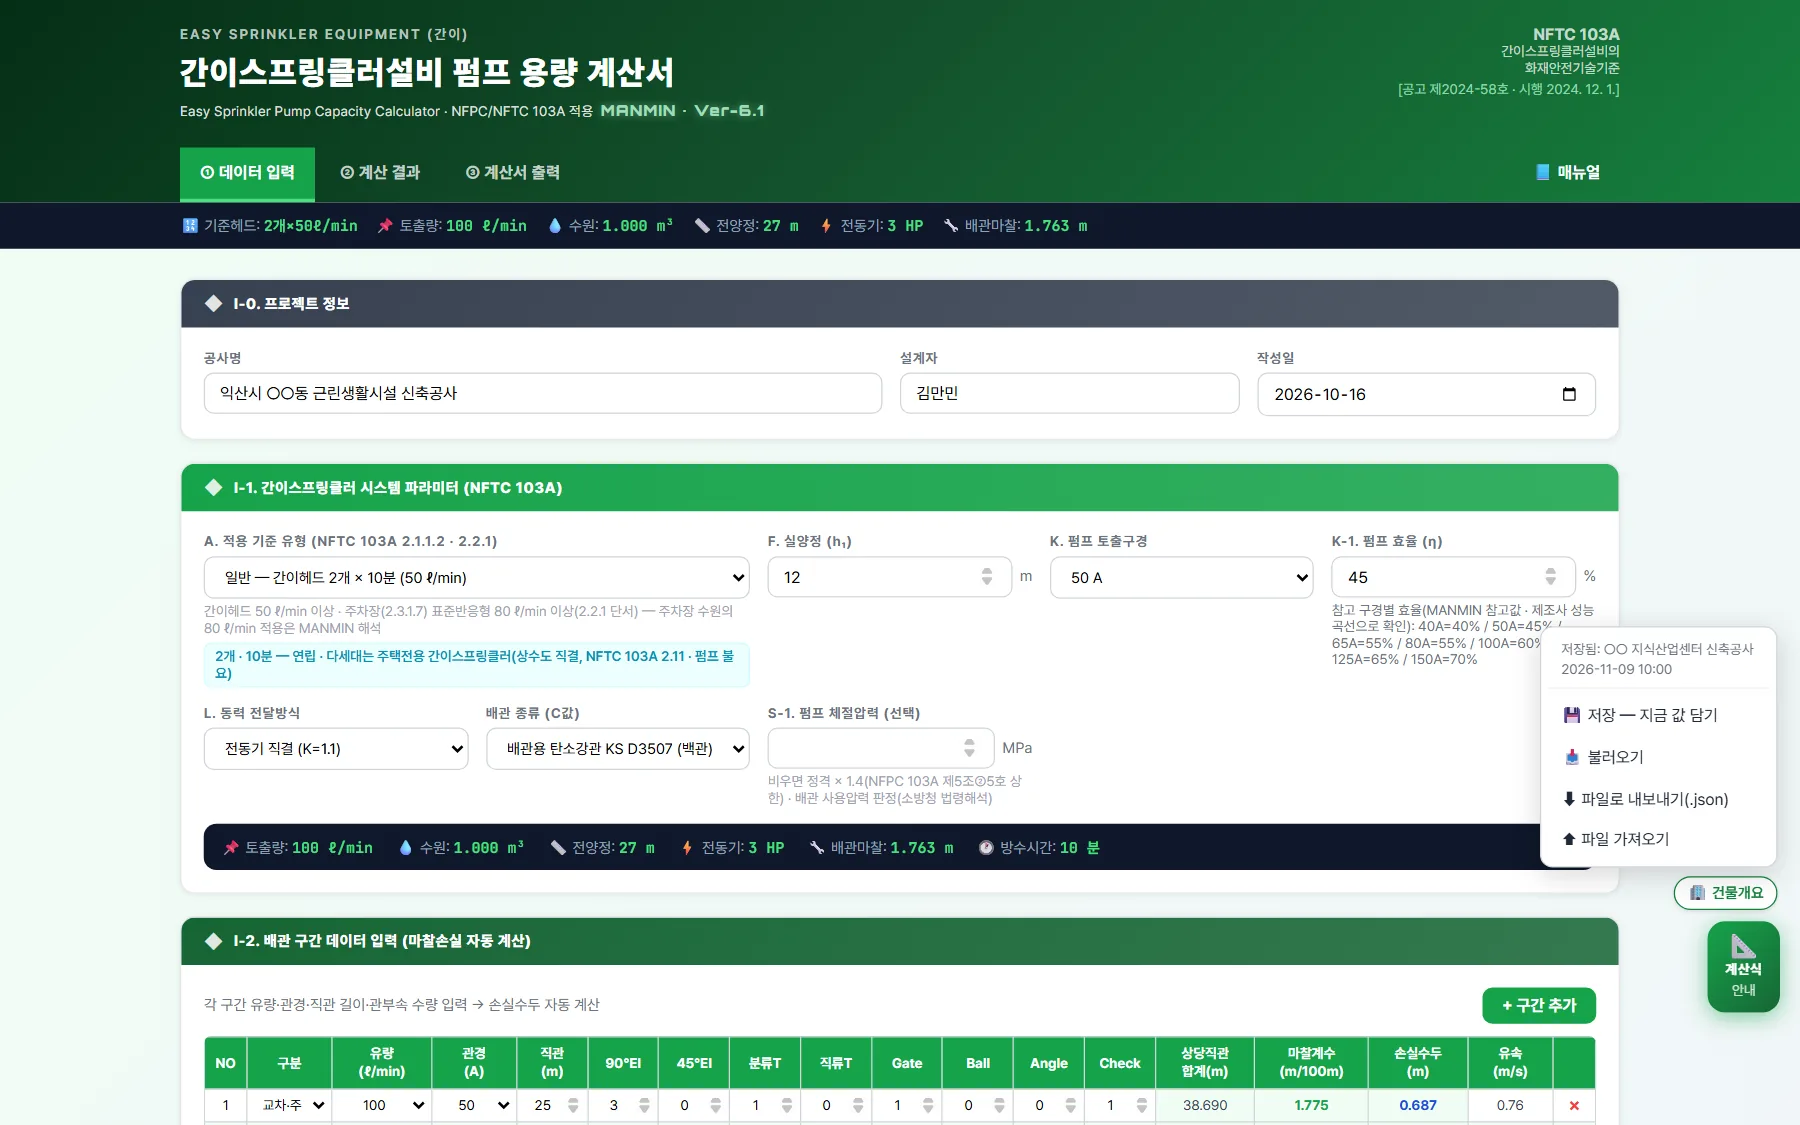 EASY SPRINKLER EQUIPMENT (간이)
간이스프링클러설비 펌프 용량 계산서
Easy Sprinkler Pump Capacity Calculator · NFPC/NFTC 103A 적용 MANMIN · Ver-6.1
NFTC 103A
간이스프링클러설비의
화재안전기술기준
[공고 제2024-58호 · 시행 2024. 12. 1.]
① 데이터 입력
② 계산 결과
③ 계산서 출력
매뉴얼
기준헤드: 2개×50ℓ/min 토출량: 100 ℓ/min 수원: 1.000 m³ 전양정: 27 m 전동기: 3 HP 배관마찰: 1.763 m
I-0. 프로젝트 정보
공사명 설계자 작성일
익산시 ○○동 근린생활시설 신축공사 김만민 2026-10-16
I-1. 간이스프링클러 시스템 파라미터 (NFTC 103A)
A. 적용 기준 유형 (NFTC 103A 2.1.1.2 · 2.2.1) F. 실양정 (h₁) K. 펌프 토출구경 K-1. 펌프 효율 (η)
일반 — 간이헤드 2개 × 10분 (50 ℓ/min) 12 m 50 A 45 %
간이헤드 50 ℓ/min 이상 · 주차장(2.3.1.7) 표준반응형 80 ℓ/min 이상(2.2.1 단서) — 주차장 수원의
80 ℓ/min 적용은 MANMIN 해석
2개 · 10분 — 연립 · 다세대는 주택전용 간이스프링클러(상수도 직결, NFTC 103A 2.11 · 펌프 불
요)
참고 구경별 효율(MANMIN 참고값 · 제조사 성능
곡선으로 확인): 40A=40% / 50A=45% /
65A=55% / 80A=55% / 100A=60%
125A=65% / 150A=70%
저장됨: ○○ 지식산업센터 신축공사
2026-11-09 10:00
저장 — 지금 값 담기
불러오기
파일로 내보내기(.json)
파일 가져오기
L. 동력 전달방식 배관 종류 (C값) S-1. 펌프 체절압력 (선택)
전동기 직결 (K=1.1) 배관용 탄소강관 KS D3507 (백관) MPa
비우면 정격 × 1.4(NFPC 103A 제5조②5호 상
한) · 배관 사용압력 판정(소방청 법령해석)
토출량: 100 ℓ/min 수원: 1.000 m³ 전양정: 27 m 전동기: 3 HP 배관마찰: 1.763 m 방수시간: 10 분
건물개요
계산식
안내
I-2. 배관 구간 데이터 입력 (마찰손실 자동 계산)
각 구간 유량·관경·직관 길이·관부속 수량 입력 → 손실수두 자동 계산
+ 구간 추가
NO 구분 유량 (ℓ/min) 관경 (A) 직관 (m) 90°El 45°El 분류T 직류T Gate Ball Angle Check 상당직관 합계(m) 마찰계수 (m/100m) 손실수두 (m) 유속 (m/s)
1 교차·주 100 50 25 3 0 1 0 1 0 0 1 38.690 1.775 0.687 0.76 ×